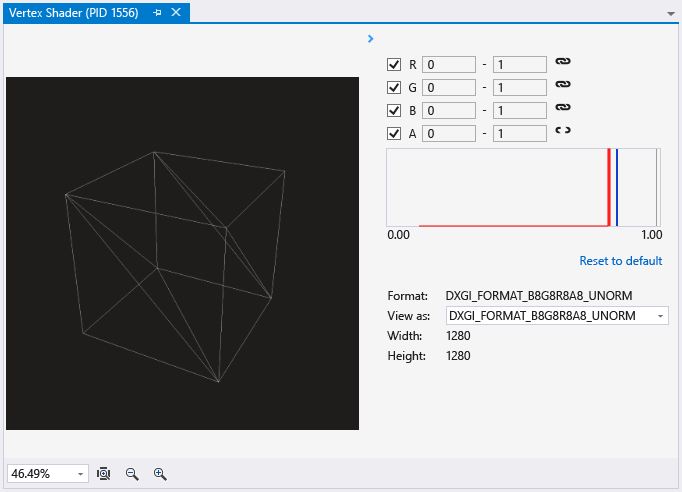 Vertex Shader (PID 1556)
R 0 - 1
G 0 - 1
B 0 - 1
A 0 - 1
0.00 1.00
Reset to default
Format: DXGI_FORMAT_B8G8R8A8_UNORM
View as: DXGI_FORMAT_B8G8R8A8_UNORM
Width: 1280
Height: 1280
46.49%